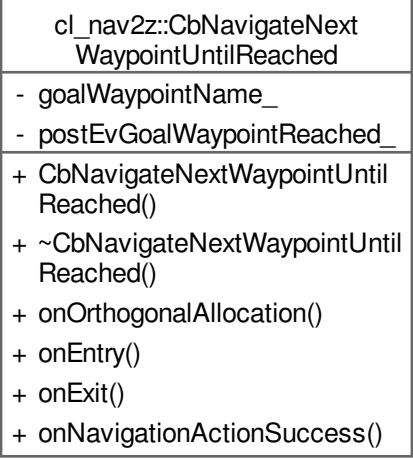 cl_nav2z::CbNavigateNext
WaypointUntilReached
- goalWaypointName_
- postEvGoalWaypointReached_
+ CbNavigateNextWaypointUntil
Reached()
+ ~CbNavigateNextWaypointUntil
Reached()
+ onOrthogonalAllocation()
+ onEntry()
+ onExit()
+ onNavigationActionSuccess()